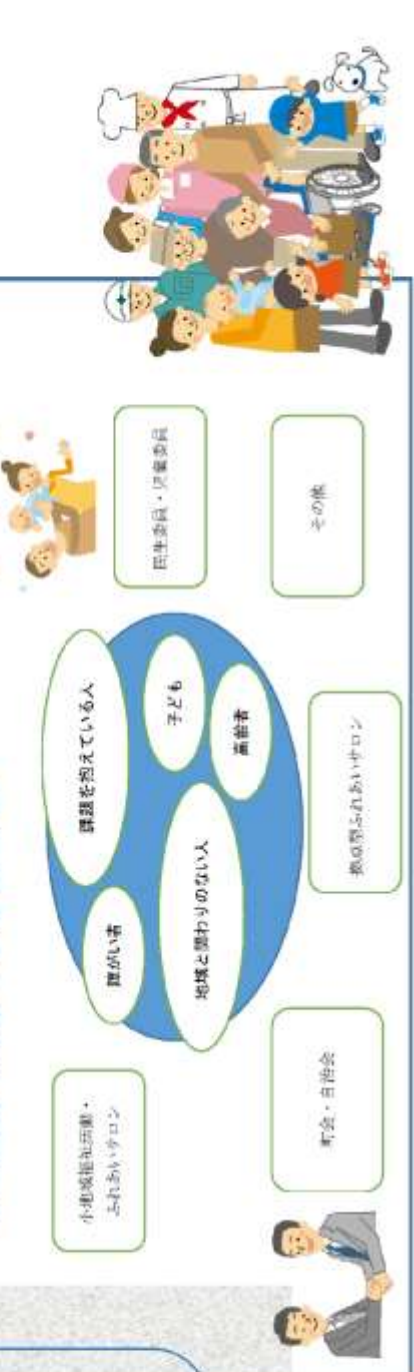 小地域福祉活動・
ふれあいサロン
課題を抱えている人
障がい者
民生委員・児童委員
子ども
地域と関わりのない人
高齢者
町会・自治会
拠点型ふれあいサロン
その他